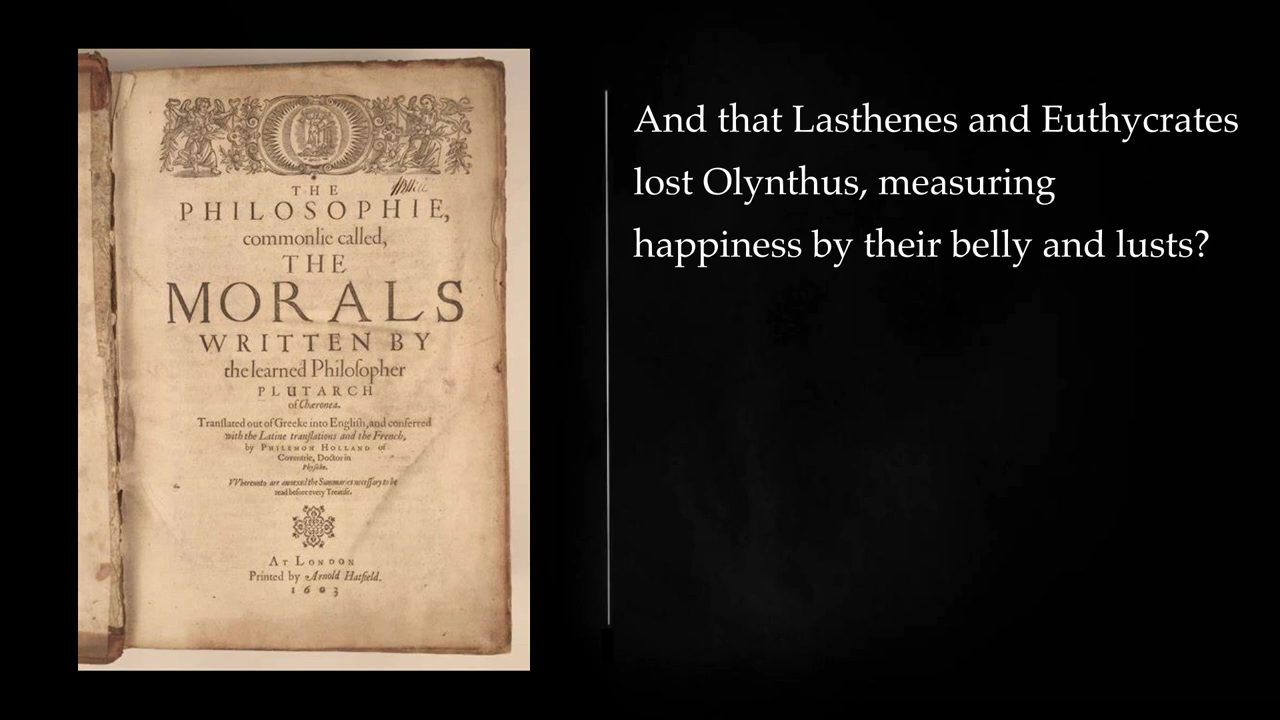 THE
PHILOSOPHIE,
commonlie called,
THE
MORALS
WRITTEN BY
the learned Philoſopher
PLUTARCH
of Chæronea.
Tranſlated out of Greeke into Engliſh, and conferred
with the Latine tranſlations and the French,
by PHILEMON HOLLAND of
Coventrie, Doctor in
Phyſicke.
VVhereunto are annexed the Summaries neceſſary to be
read before every Treatiſe.
AT LONDON
Printed by Arnold Hatfield.
1603
And that Lasthenes and Euthycrates
lost Olynthus, measuring
happiness by their belly and lusts?